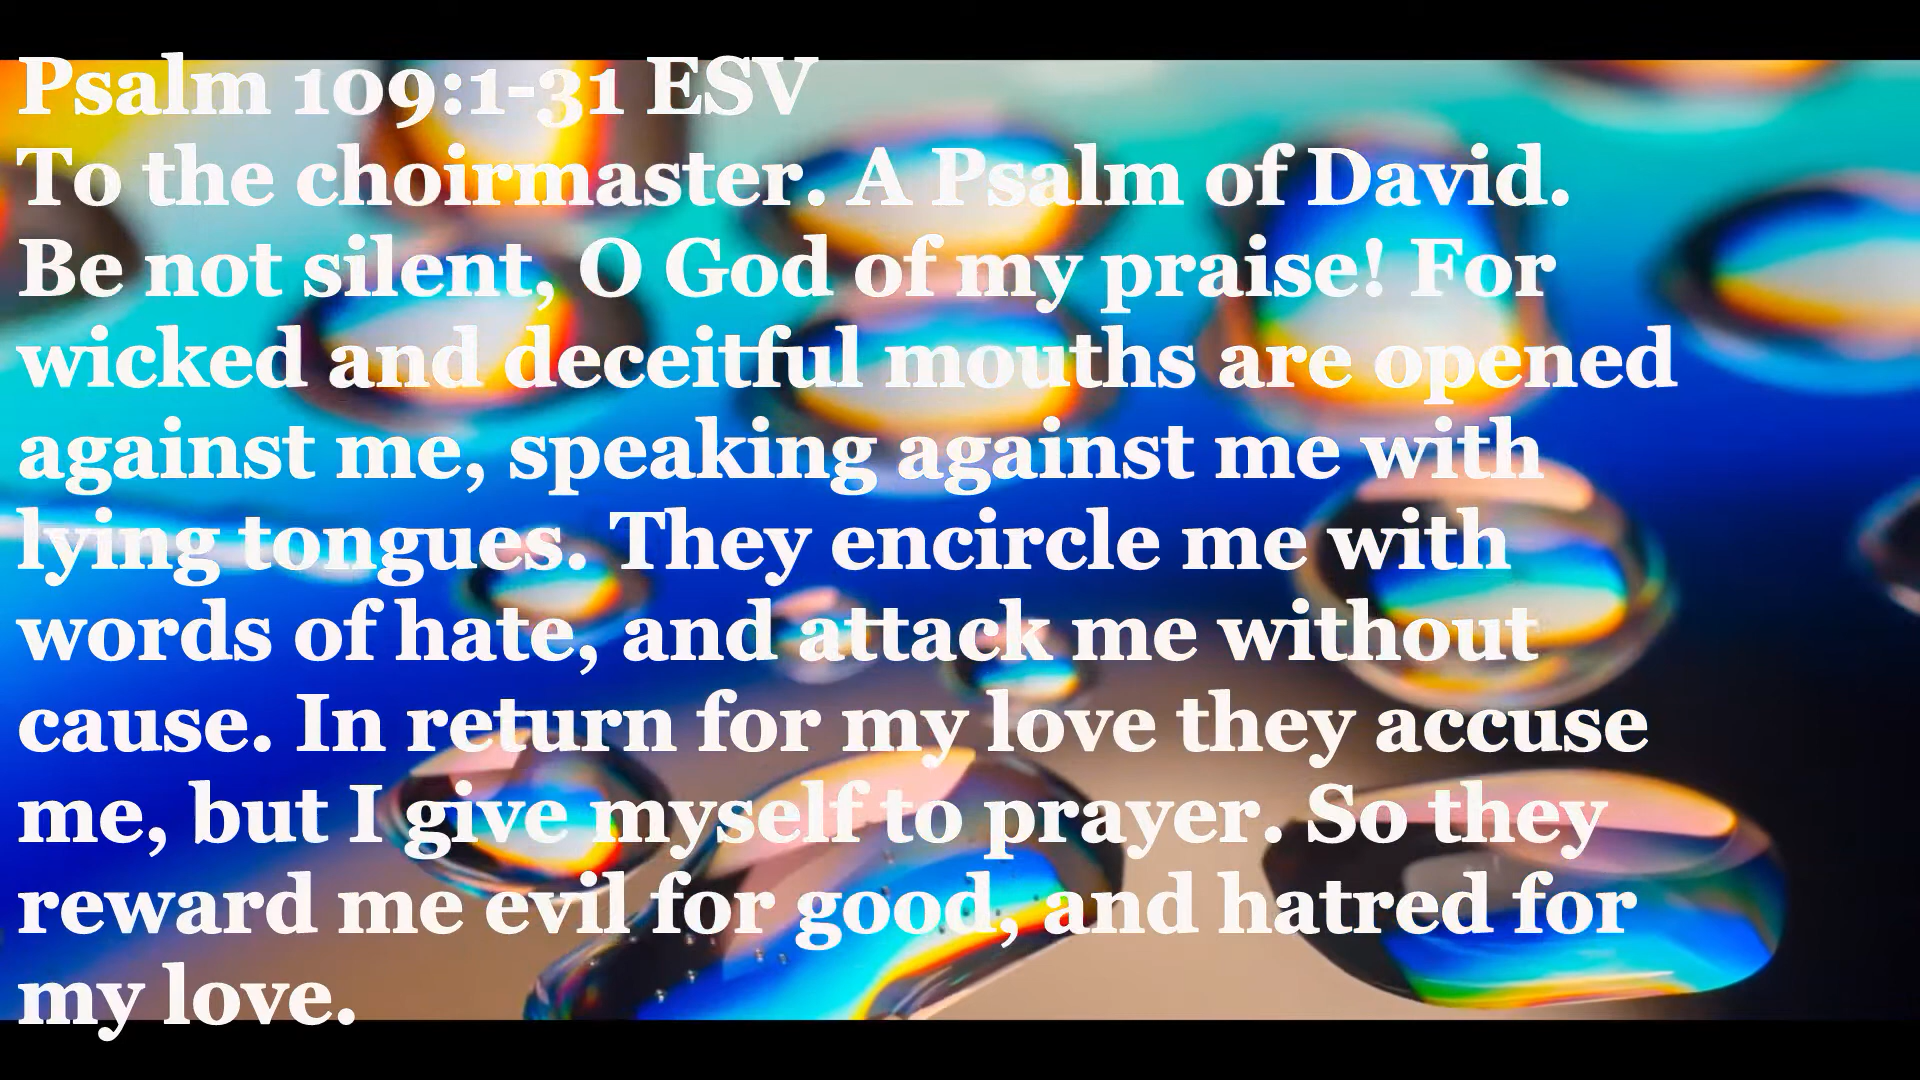 Psalm 109:1-31 ESV
To the choirmaster. A Psalm of David.
Be not silent, O God of my praise! For
wicked and deceitful mouths are opened
against me, speaking against me with
lying tongues. They encircle me with
words of hate, and attack me without
cause. In return for my love they accuse
me, but I give myself to prayer. So they
reward me evil for good, and hatred for
my love.